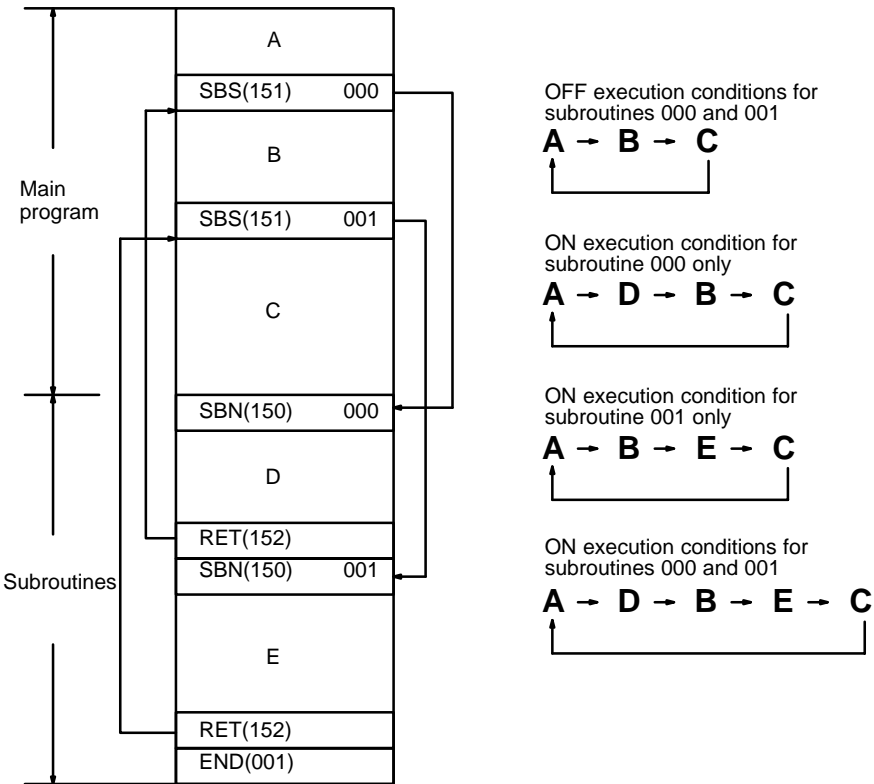 A
SBS(151) 000
B
Main
program
SBS(151) 001
C
SBN(150) 000
D
RET(152)
SBN(150) 001
Subroutines
E
RET(152)
END(001)
OFF execution conditions for
subroutines 000 and 001
A → B → C
ON execution condition for
subroutine 000 only
A → D → B → C
ON execution condition for
subroutine 001 only
A → B → E → C
ON execution conditions for
subroutines 000 and 001
A → D → B → E → C